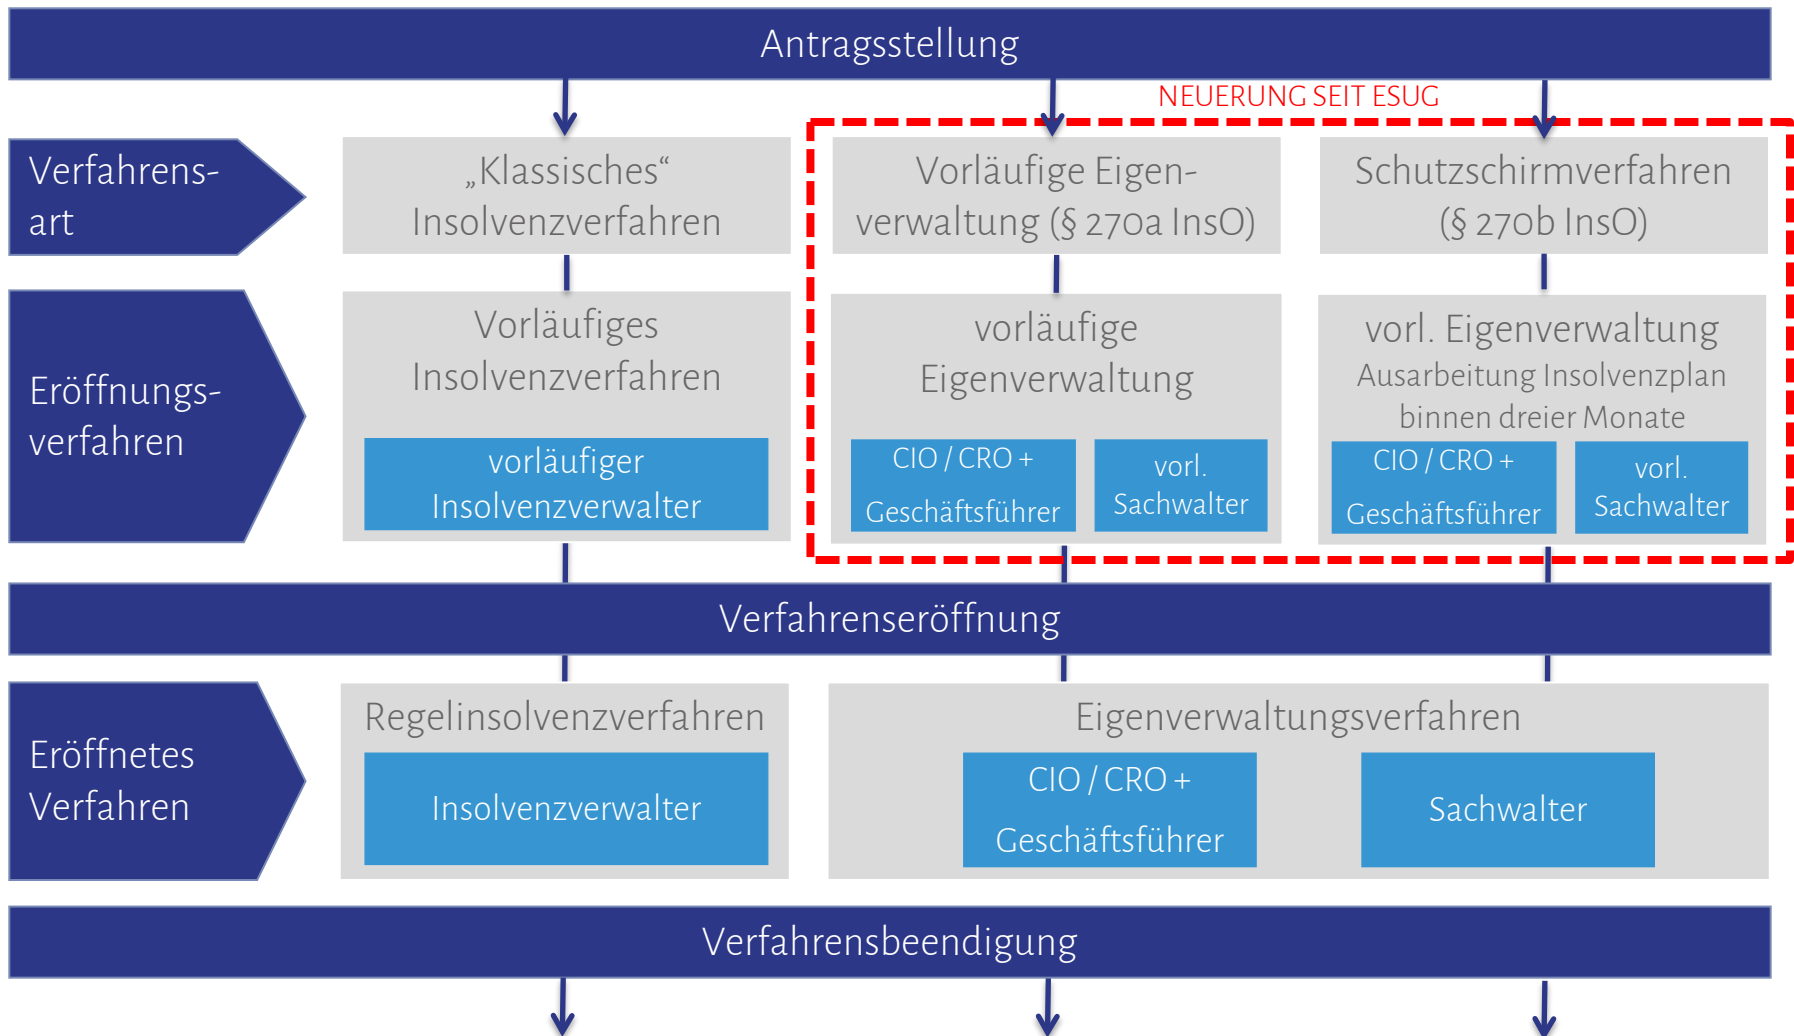 Antragsstellung
NEUERUNG SEIT ESUG
Verfahrens-
art
„Klassisches“
Insolvenzverfahren
Vorläufige Eigen-
verwaltung (§ 270a InsO)
Schutzschirmverfahren
(§ 270b InsO)
Eröffnungs-
verfahren
Vorläufiges
Insolvenzverfahren
vorläufiger
Insolvenzverwalter
vorläufige
Eigenverwaltung
CIO / CRO +
Geschäftsführer
vorl.
Sachwalter
vorl. Eigenverwaltung
Ausarbeitung Insolvenzplan
binnen dreier Monate
CIO / CRO +
Geschäftsführer
vorl.
Sachwalter
Verfahrenseröffnung
Eröffnetes
Verfahren
Regelinsolvenzverfahren
Insolvenzverwalter
Eigenverwaltungsverfahren
CIO / CRO +
Geschäftsführer
Sachwalter
Verfahrensbeendigung